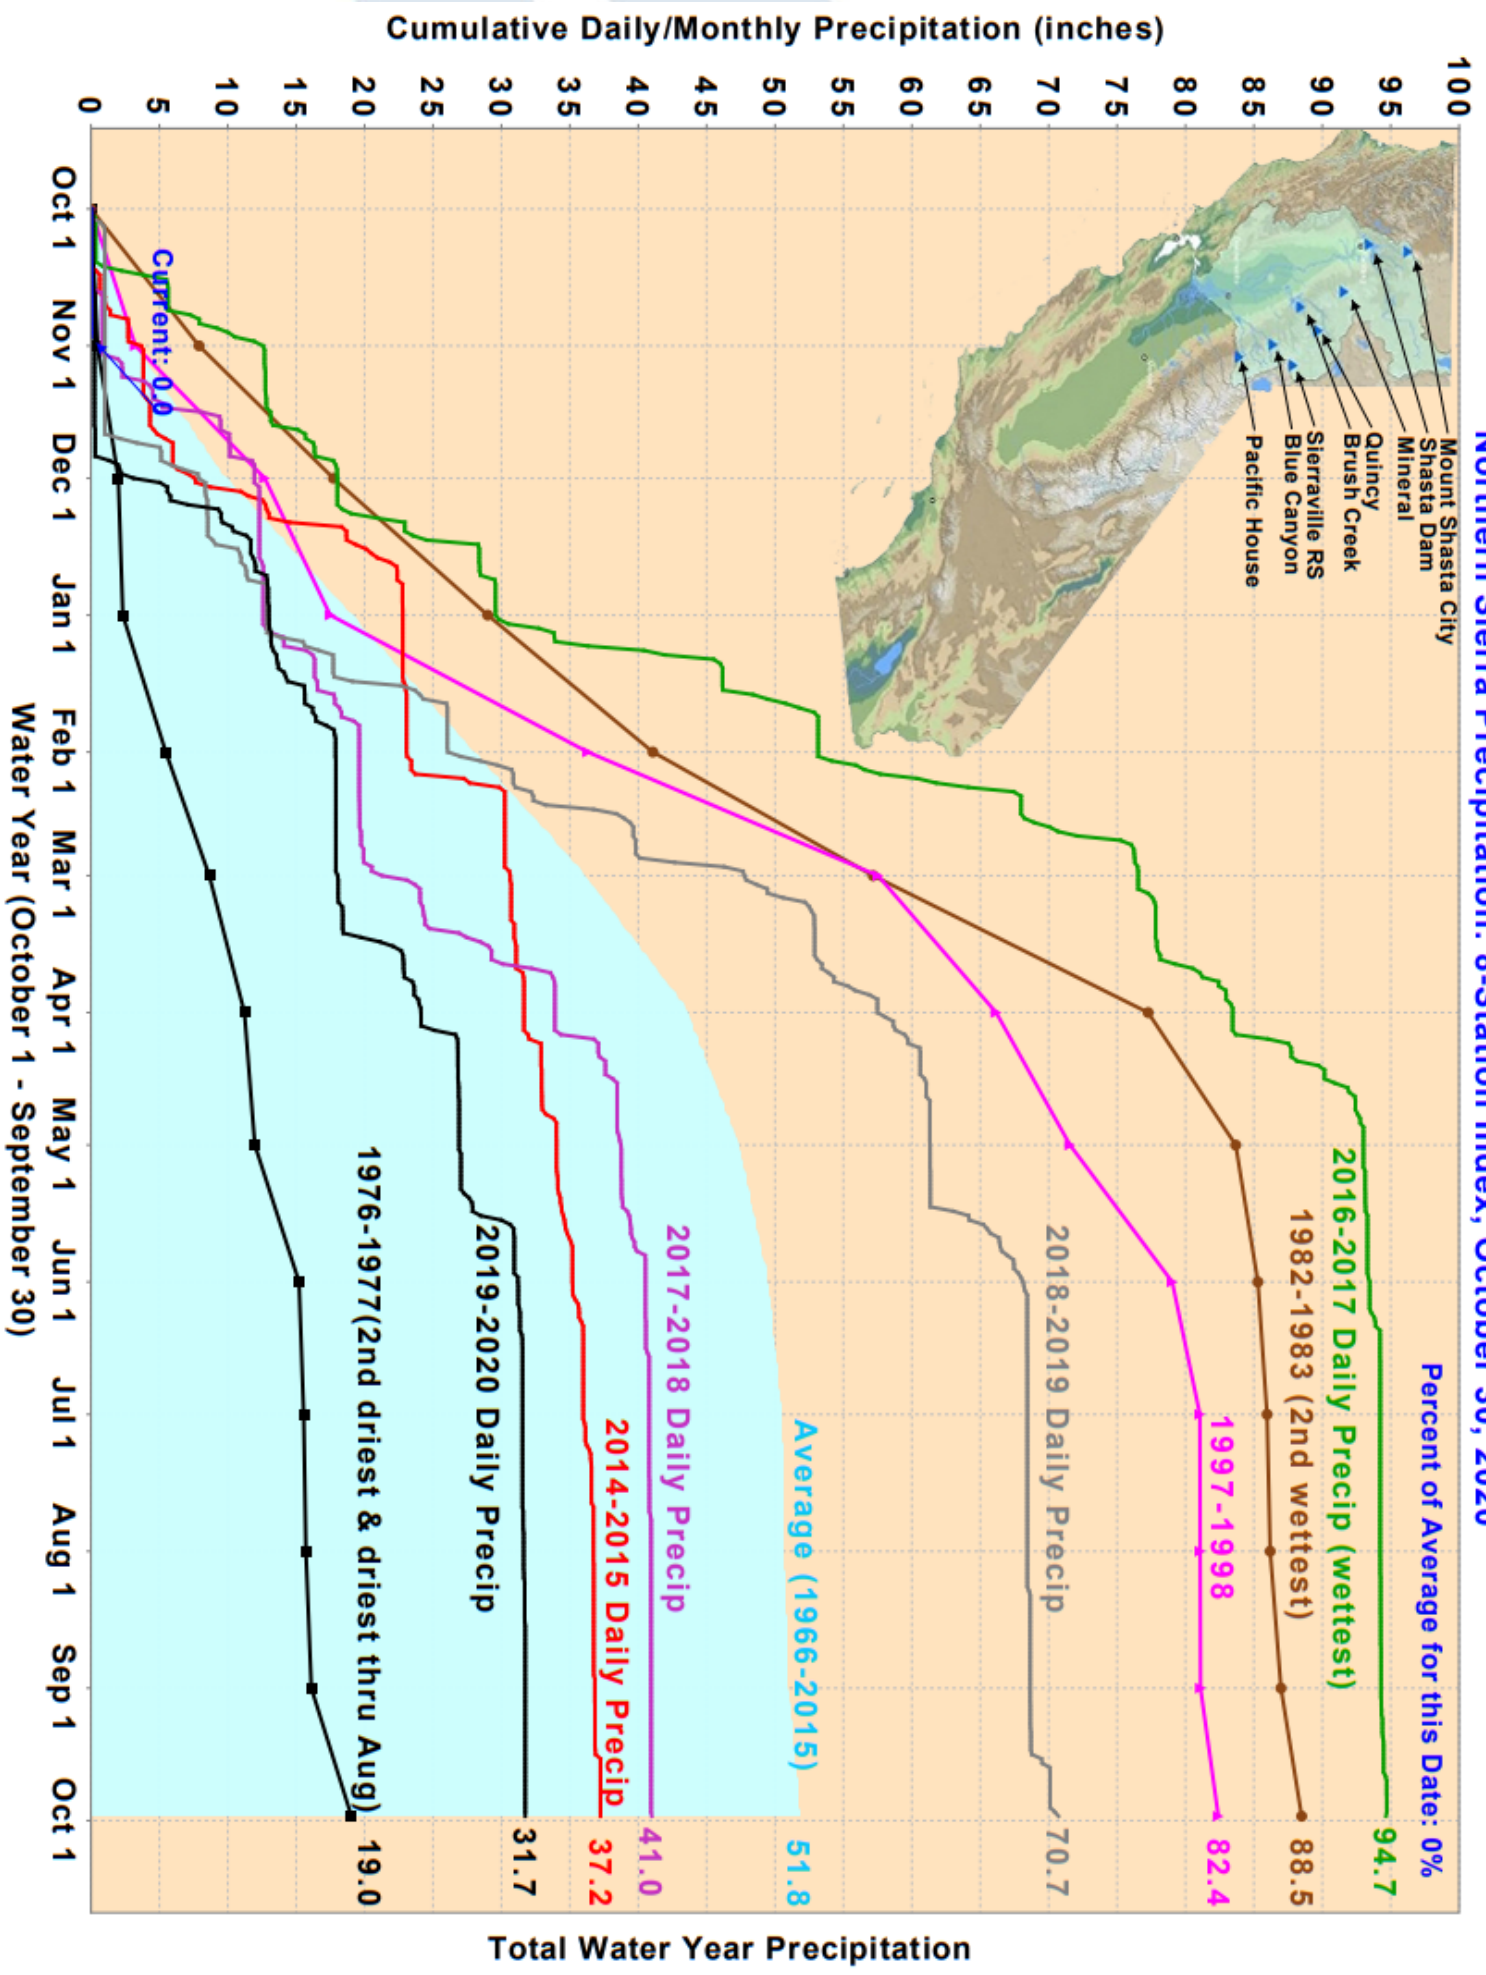 Northern Sierra Precipitation: 8-Station Index, October 30, 2020
Percent of Average for this Date: 0%
Cumulative Daily/Monthly Precipitation (inches)
100
95
90
85
80
75
70
65
60
55
50
45
40
35
30
25
20
15
10
5
0
Mount Shasta City
Shasta Dam
Mineral
Quincy
Brush Creek
Sierraville RS
Blue Canyon
Pacific House
2016-2017 Daily Precip (wettest)
94.7
1982-1983 (2nd wettest)
88.5
1997-1998
82.4
2018-2019 Daily Precip
70.7
Average (1966-2015)
51.8
2017-2018 Daily Precip
41.0
2014-2015 Daily Precip
37.2
2019-2020 Daily Precip
31.7
1976-1977(2nd driest & driest thru Aug)
19.0
Current: 0.0
Oct 1
Nov 1
Dec 1
Jan 1
Feb 1
Mar 1
Apr 1
May 1
Jun 1
Jul 1
Aug 1
Sep 1
Oct 1
Water Year (October 1 - September 30)
Total Water Year Precipitation